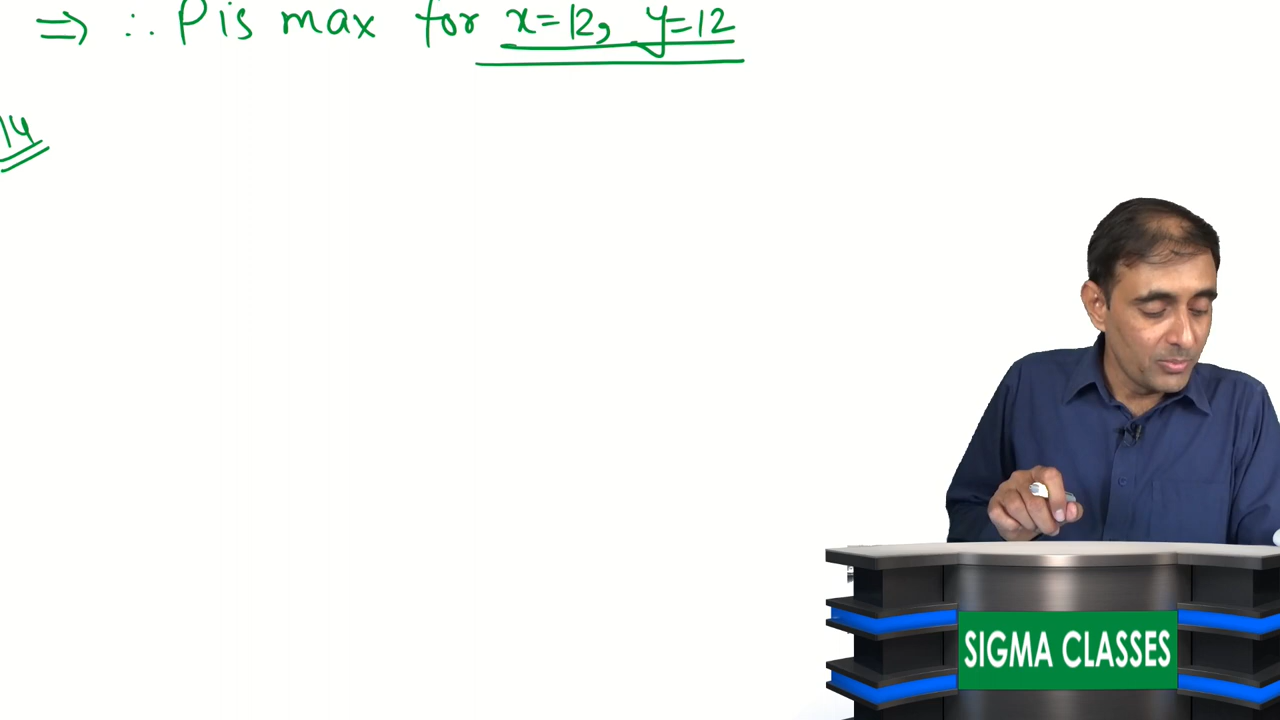 ⇒ ∴ P is max for x=12, y=12
14
SIGMA CLASSES